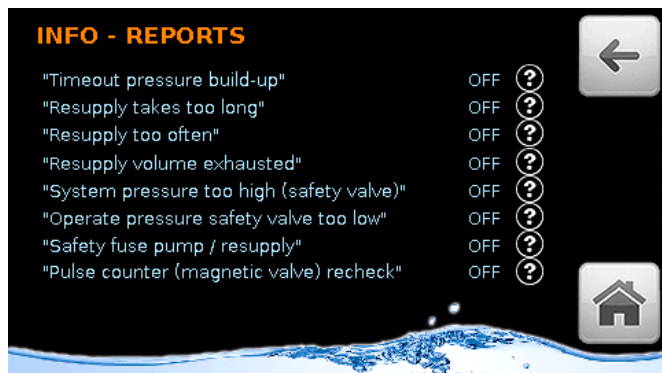 INFO - REPORTS
"Timeout pressure build-up" OFF ?
"Resupply takes too long" OFF ?
"Resupply too often" OFF ?
"Resupply volume exhausted" OFF ?
"System pressure too high (safety valve)" OFF ?
"Operate pressure safety valve too low" OFF ?
"Safety fuse pump / resupply" OFF ?
"Pulse counter (magnetic valve) recheck" OFF ?